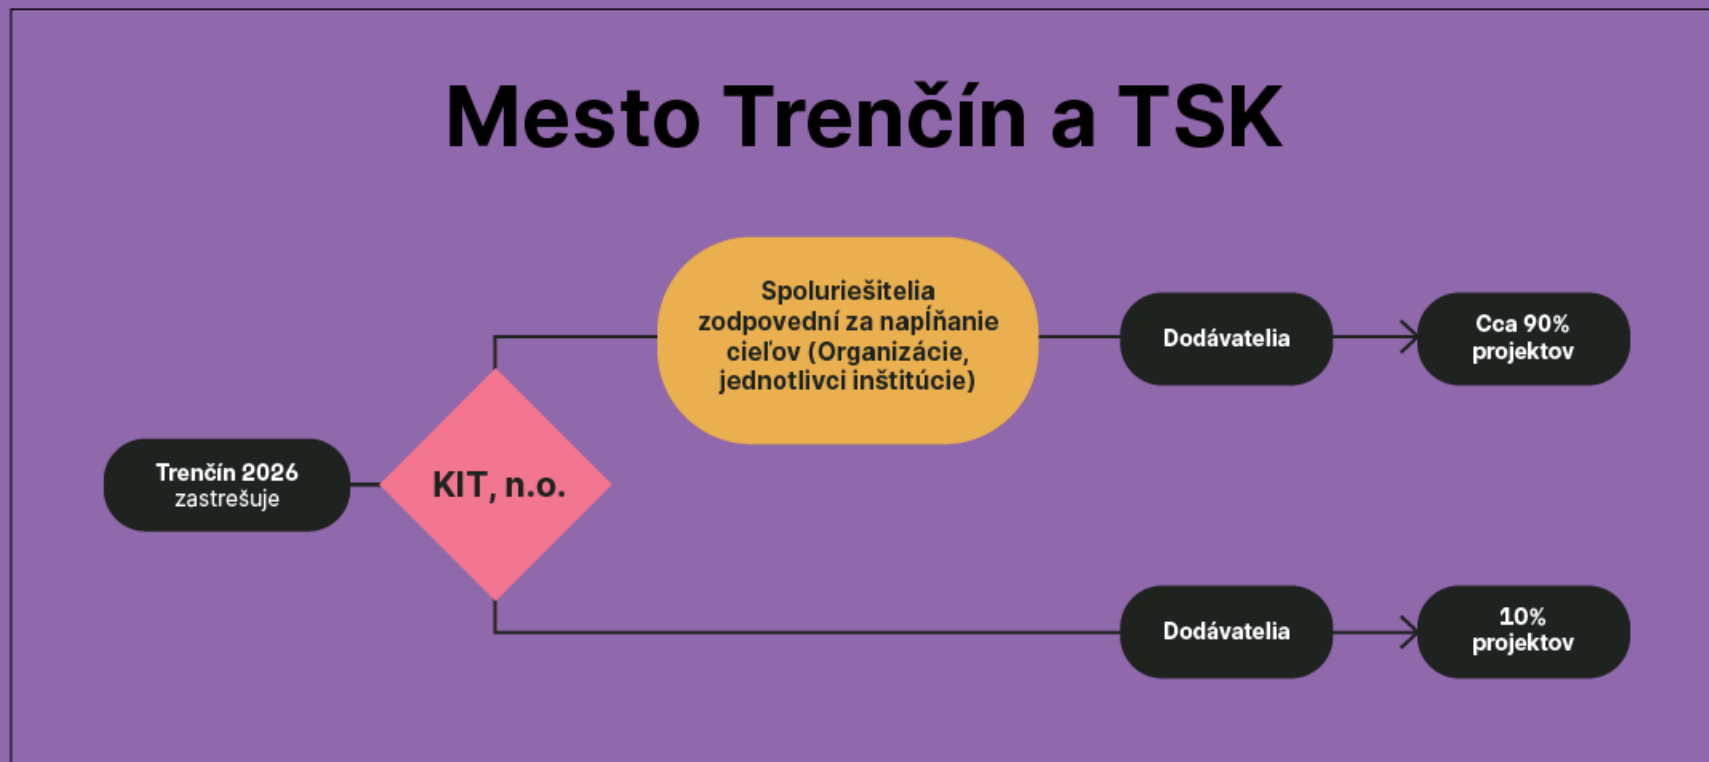 Mesto Trenčín a TSK
Spoluriešitelia
zodpovední za napĺňanie
cieľov (Organizácie,
jednotlivci inštitúcie)
Dodávatelia
Cca 90%
projektov
Trenčín 2026
zastrešuje
KIT, n.o.
Dodávatelia
10%
projektov